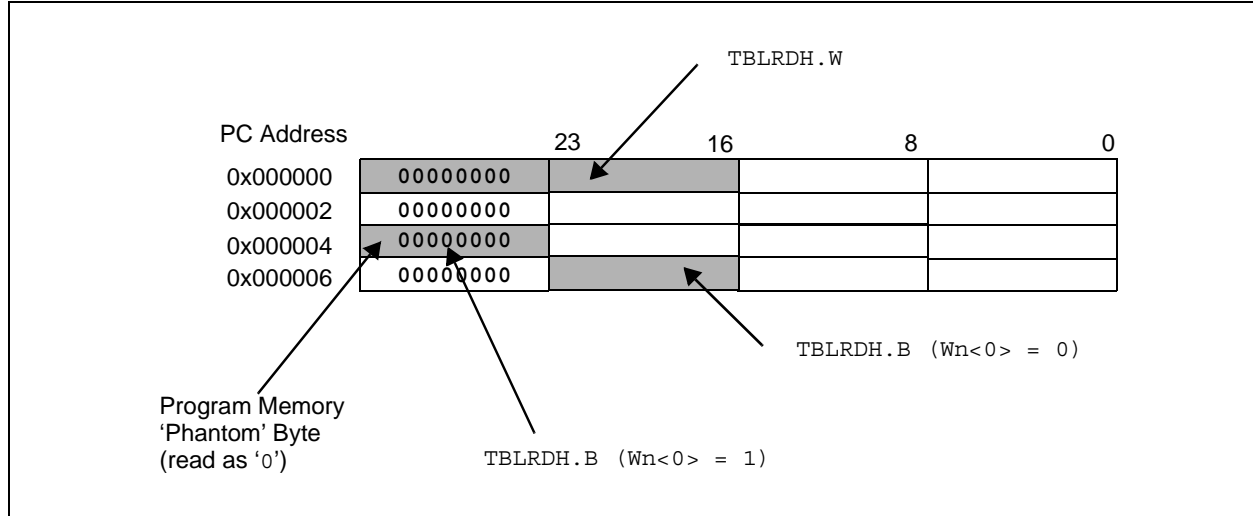 TBLRDH.W
PC Address 23 16 8 0
0x000000 00000000
0x000002 00000000
0x000004 00000000
0x000006 00000000
TBLRDH.B (Wn<0> = 0)
Program Memory
‘Phantom’ Byte
(read as ‘0’)
TBLRDH.B (Wn<0> = 1)